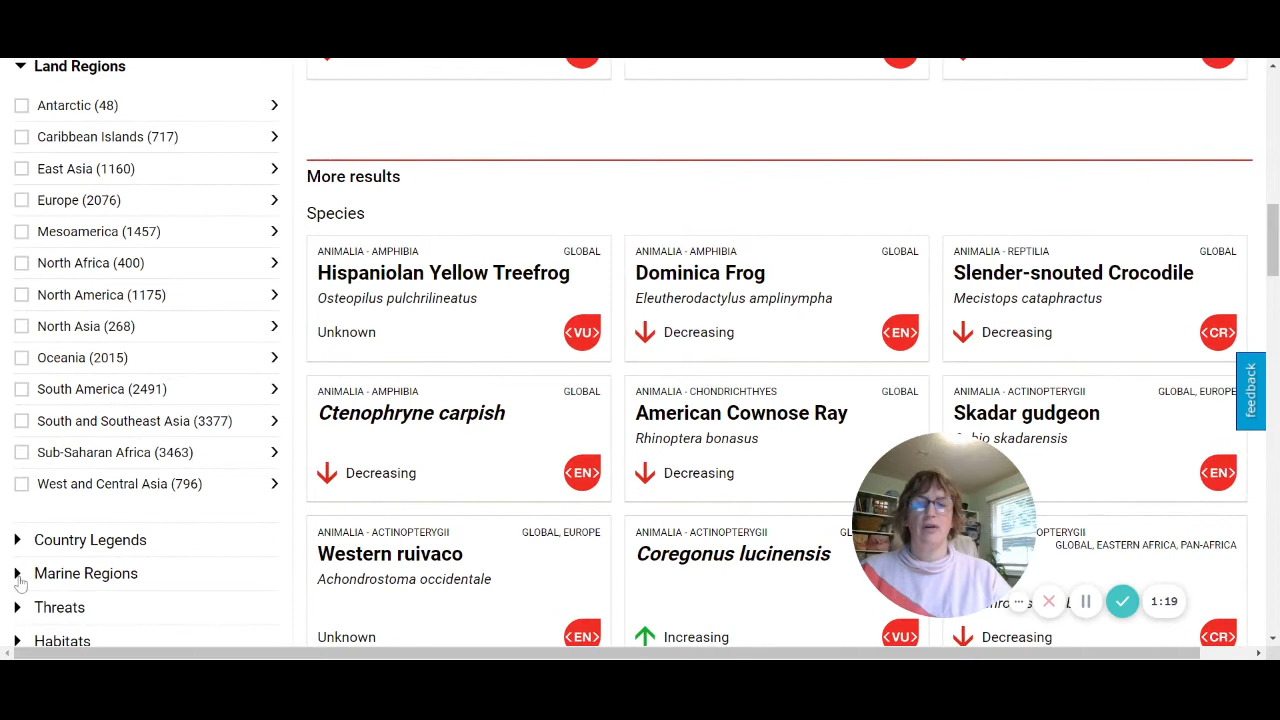 Land Regions
Antarctic (48)
Caribbean Islands (717)
East Asia (1160)
Europe (2076)
Mesoamerica (1457)
North Africa (400)
North America (1175)
North Asia (268)
Oceania (2015)
South America (2491)
South and Southeast Asia (3377)
Sub-Saharan Africa (3463)
West and Central Asia (796)
Country Legends
Marine Regions
Threats
Habitats
More results
Species
ANIMALIA - AMPHIBIA GLOBAL
Hispaniolan Yellow Treefrog
Osteopilus pulchrilineatus
Unknown <VU>
ANIMALIA - AMPHIBIA GLOBAL
Dominica Frog
Eleutherodactylus amplinympha
Decreasing <EN>
ANIMALIA - REPTILIA GLOBAL
Slender-snouted Crocodile
Mecistops cataphractus
Decreasing <CR>
ANIMALIA - AMPHIBIA GLOBAL
Ctenophryne carpish
Decreasing <EN>
ANIMALIA - CHONDRICHTHYES GLOBAL
American Cownose Ray
Rhinoptera bonasus
Decreasing
ANIMALIA - ACTINOPTERYGII GLOBAL, EUROPE
Skadar gudgeon
skadarensis
<EN>
ANIMALIA - ACTINOPTERYGII GLOBAL, EUROPE
Western ruivaco
Achondrostoma occidentale
Unknown <EN>
ANIMALIA - ACTINOPTERYGII
Coregonus lucinensis
Increasing <VU>
GLOBAL, EASTERN AFRICA, PAN-AFRICA
Decreasing <CR>
feedback
1:19